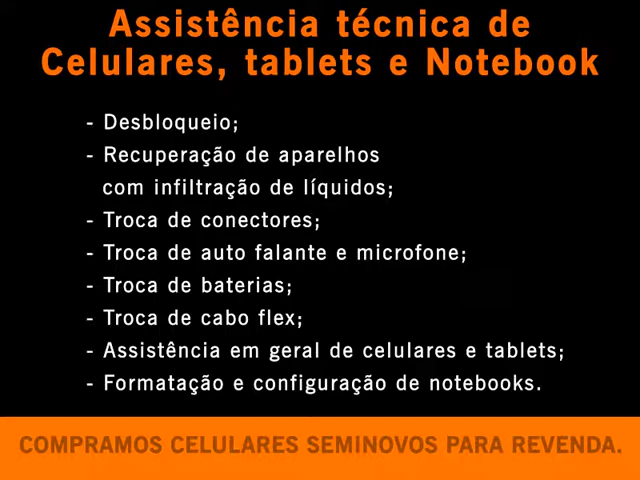 Assistência técnica de
Celulares, tablets e Notebook
- Desbloqueio;
- Recuperação de aparelhos
com infiltração de líquidos;
- Troca de conectores;
- Troca de auto falante e microfone;
- Troca de baterias;
- Troca de cabo flex;
- Assistência em geral de celulares e tablets;
- Formatação e configuração de notebooks.
COMPRAMOS CELULARES SEMINOVOS PARA REVENDA.